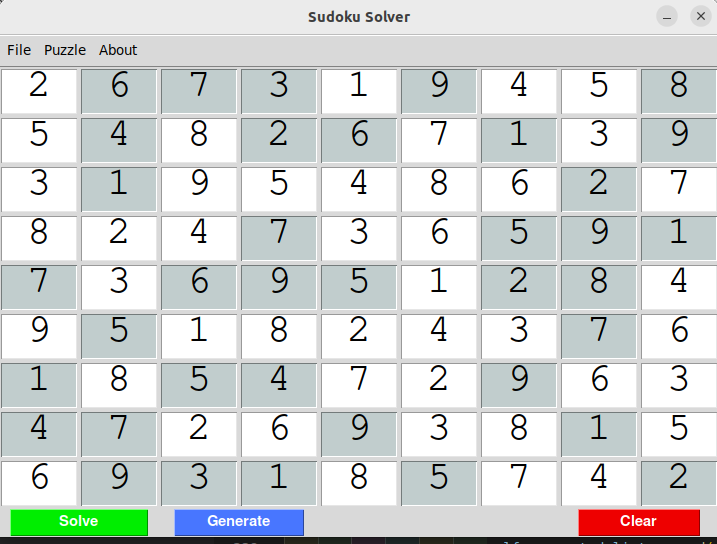 Sudoku Solver
File Puzzle About
2 6 7 3 1 9 4 5 8
5 4 8 2 6 7 1 3 9
3 1 9 5 4 8 6 2 7
8 2 4 7 3 6 5 9 1
7 3 6 9 5 1 2 8 4
9 5 1 8 2 4 3 7 6
1 8 5 4 7 2 9 6 3
4 7 2 6 9 3 8 1 5
6 9 3 1 8 5 7 4 2
Solve Generate Clear